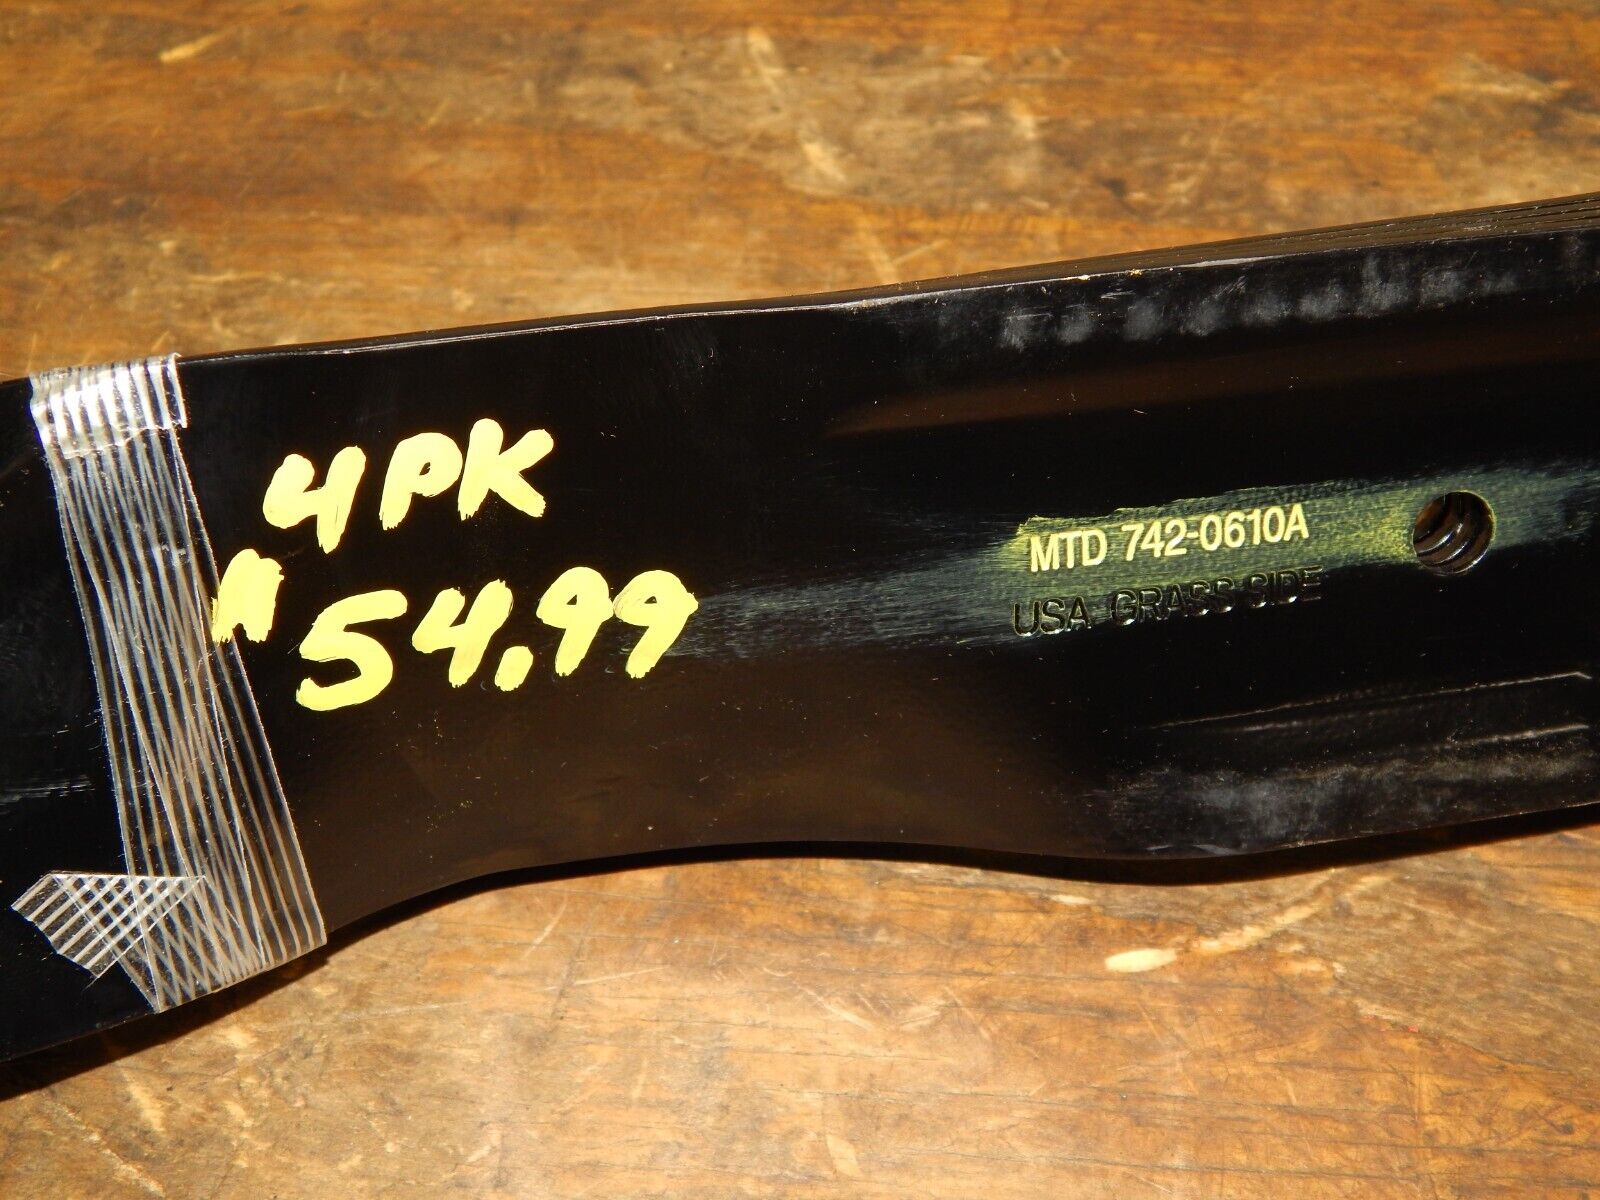 4PK
54.99
MTD 742-0610A
USA GRASS SIDE